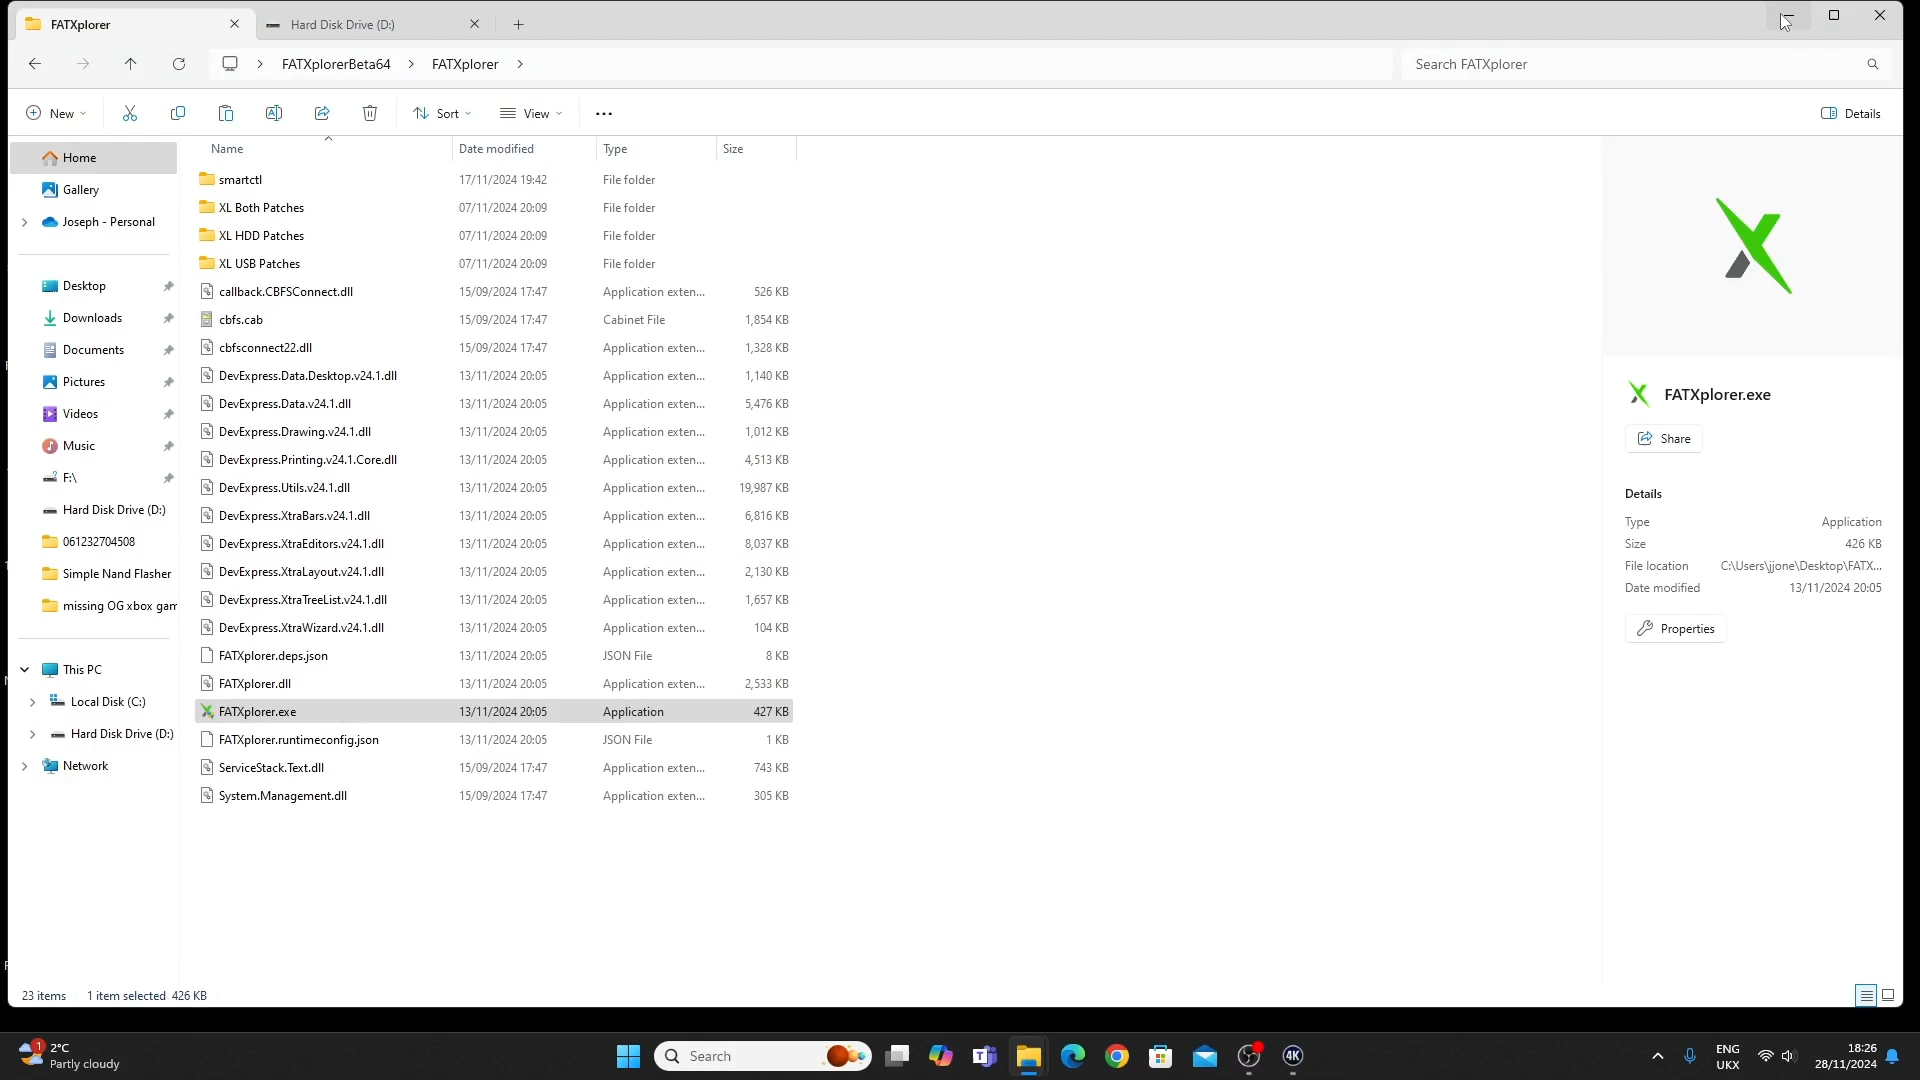 FATXplorer
Hard Disk Drive (D:)
FATXplorerBeta64
FATXplorer
Search FATXplorer
New
Sort
View
Details
Name
Date modified
Type
Size
Home
Gallery
Joseph - Personal
Desktop
Downloads
Documents
Pictures
Videos
Music
F:\
Hard Disk Drive (D:)
061232704508
Simple Nand Flasher
missing OG xbox gam
This PC
Local Disk (C:)
Hard Disk Drive (D:)
Network
smartctl 17/11/2024 19:42 File folder
XL Both Patches 07/11/2024 20:09 File folder
XL HDD Patches 07/11/2024 20:09 File folder
XL USB Patches 07/11/2024 20:09 File folder
callback.CBFSConnect.dll 15/09/2024 17:47 Application exten... 526 KB
cbfs.cab 15/09/2024 17:47 Cabinet File 1,854 KB
cbfsconnect22.dll 15/09/2024 17:47 Application exten... 1,328 KB
DevExpress.Data.Desktop.v24.1.dll 13/11/2024 20:05 Application exten... 1,140 KB
DevExpress.Data.v24.1.dll 13/11/2024 20:05 Application exten... 5,476 KB
DevExpress.Drawing.v24.1.dll 13/11/2024 20:05 Application exten... 1,012 KB
DevExpress.Printing.v24.1.Core.dll 13/11/2024 20:05 Application exten... 4,513 KB
DevExpress.Utils.v24.1.dll 13/11/2024 20:05 Application exten... 19,987 KB
DevExpress.XtraBars.v24.1.dll 13/11/2024 20:05 Application exten... 6,816 KB
DevExpress.XtraEditors.v24.1.dll 13/11/2024 20:05 Application exten... 8,037 KB
DevExpress.XtraLayout.v24.1.dll 13/11/2024 20:05 Application exten... 2,130 KB
DevExpress.XtraTreeList.v24.1.dll 13/11/2024 20:05 Application exten... 1,657 KB
DevExpress.XtraWizard.v24.1.dll 13/11/2024 20:05 Application exten... 104 KB
FATXplorer.deps.json 13/11/2024 20:05 JSON File 8 KB
FATXplorer.dll 13/11/2024 20:05 Application exten... 2,533 KB
FATXplorer.exe 13/11/2024 20:05 Application 427 KB
FATXplorer.runtimeconfig.json 13/11/2024 20:05 JSON File 1 KB
ServiceStack.Text.dll 15/09/2024 17:47 Application exten... 743 KB
System.Management.dll 15/09/2024 17:47 Application exten... 305 KB
FATXplorer.exe
Share
Details
Type Application
Size 426 KB
File location C:\Users\jjone\Desktop\FATX...
Date modified 13/11/2024 20:05
Properties
23 items 1 item selected 426 KB
1
2°C
Partly cloudy
Search
4K
ENG
UKX
18:26
28/11/2024